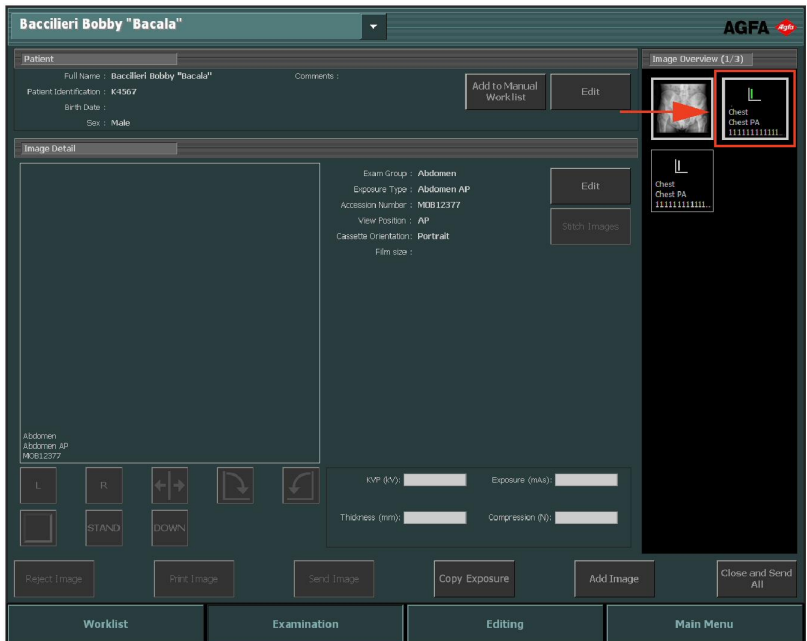 Baccilieri Bobby "Bacala"
AGFA
Agfa
Patient
Full Name : Baccilieri Bobby "Bacala"
Comments :
Patient Identification : K4567
Birth Date :
Sex : Male
Add to Manual
Worklist
Edit
Image Detail
Exam Group : Abdomen
Exposure Type : Abdomen AP
Accession Number : MOB12377
View Position : AP
Cassette Orientation: Portrait
Film size :
Edit
Stitch Images
Abdomen
Abdomen AP
MOB12377
L
R
STAND
DOWN
KVP (kV):
Exposure (mAs):
Thickness (mm):
Compression (N):
Image Overview (1/3)
Chest
Chest PA
111111111111..
Chest
Chest PA
111111111111..
Reject Image
Print Image
Send Image
Copy Exposure
Add Image
Close and Send
All
Worklist
Examination
Editing
Main Menu